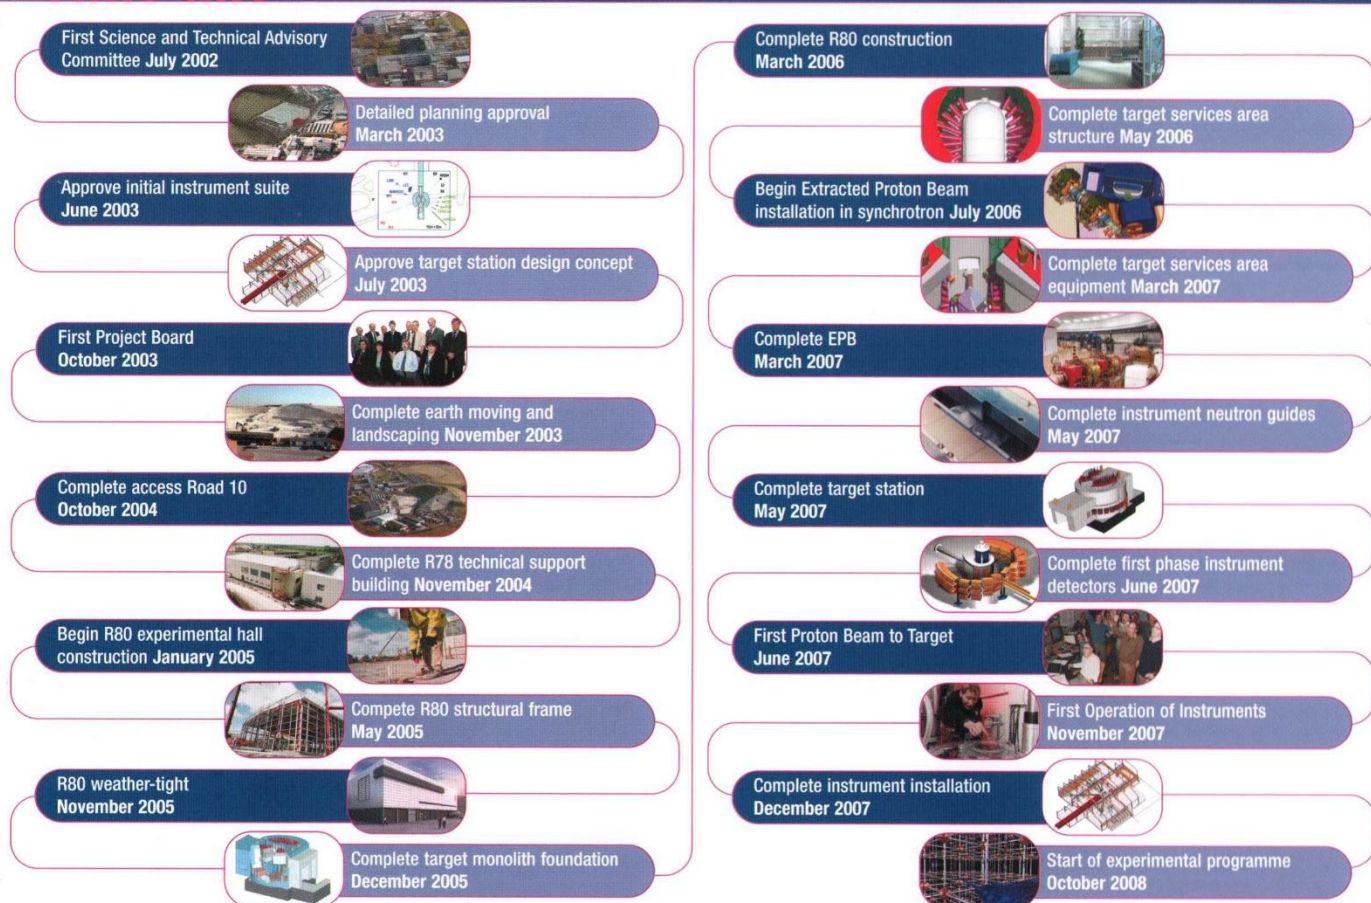 First Science and Technical Advisory
Committee July 2002
Detailed planning approval
March 2003
Approve initial instrument suite
June 2003
Approve target station design concept
July 2003
First Project Board
October 2003
Complete earth moving and
landscaping November 2003
Complete access Road 10
October 2004
Complete R78 technical support
building November 2004
Begin R80 experimental hall
construction January 2005
Compete R80 structural frame
May 2005
R80 weather-tight
November 2005
Complete target monolith foundation
December 2005
Complete R80 construction
March 2006
Complete target services area
structure May 2006
Begin Extracted Proton Beam
installation in synchrotron July 2006
Complete target services area
equipment March 2007
Complete EPB
March 2007
Complete instrument neutron guides
May 2007
Complete target station
May 2007
Complete first phase instrument
detectors June 2007
First Proton Beam to Target
June 2007
First Operation of Instruments
November 2007
Complete instrument installation
December 2007
Start of experimental programme
October 2008